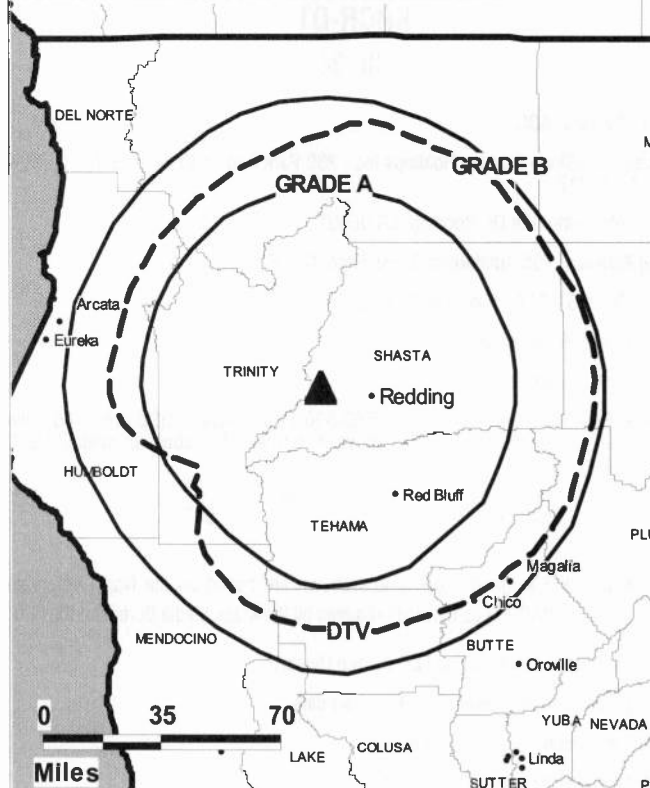 DEL NORTE
M
GRADE B
GRADE A
Arcata
Eureka
TRINITY
SHASTA
Redding
HUMBOLDT
Red Bluff
TEHAMA
PLU
Magalia
Chico
DTV
MENDOCINO
BUTTE
Oroville
0 35 70
YUBA NEVADA
Miles
LAKE
COLUSA
Linda
SUTTER
P